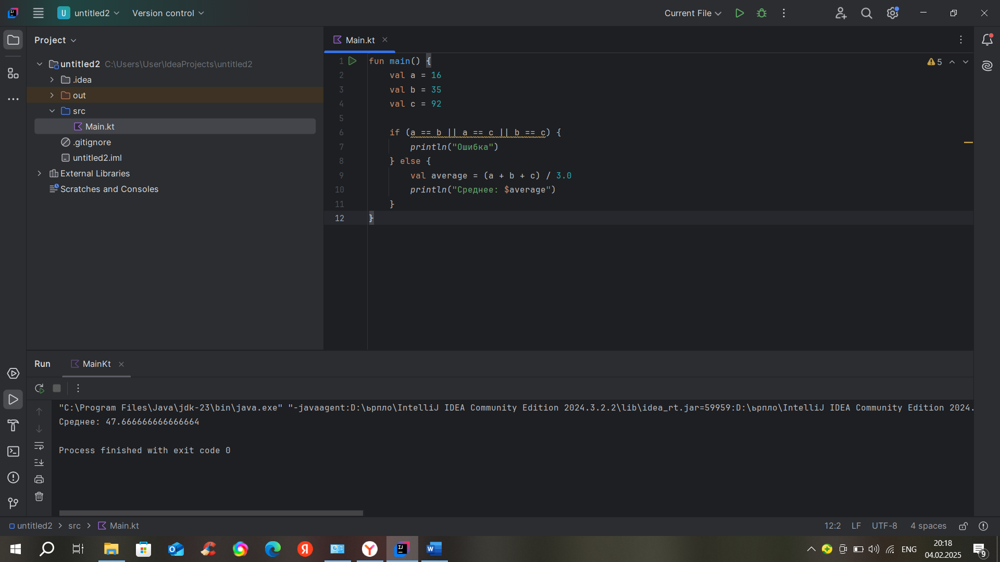 untitled2
Version control
Current File
Project
Main.kt
untitled2 C:\Users\User\IdeaProjects\untitled2
.idea
out
src
Main.kt
.gitignore
untitled2.iml
External Libraries
Scratches and Consoles
5
1 fun main() {
2 val a = 16
3 val b = 35
4 val c = 92
5
6 if (a == b || a == c || b == c) {
7 println("Ошибка")
8 } else {
9 val average = (a + b + c) / 3.0
10 println("Среднее: $average")
11 }
12 }
Run
MainKt
"C:\Program Files\Java\jdk-23\bin\java.exe" "-javaagent:D:\ьрпло\IntelliJ IDEA Community Edition 2024.3.2.2\lib\idea_rt.jar=59959:D:\ьрпло\IntelliJ IDEA Community Edition 2024.
Среднее: 47.666666666666664
Process finished with exit code 0
untitled2 > src > Main.kt
12:2 LF UTF-8 4 spaces
ENG
20:18
04.02.2025
9